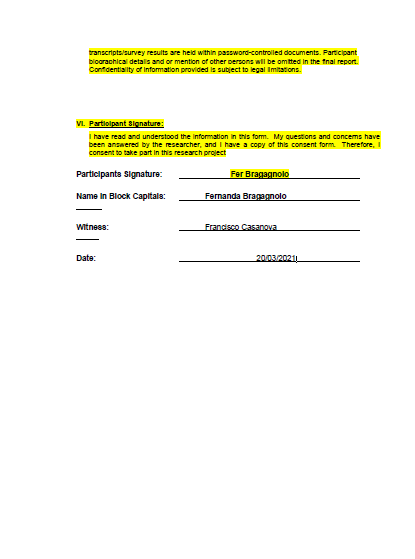 transcripts/survey results are held within password-controlled documents. Participant
biographical details and or mention of other persons will be omitted in the final report.
Confidentiality of information provided is subject to legal limitations.
VI. Participant Signature:
I have read and understood the information in this form. My questions and concerns have
been answered by the researcher, and I have a copy of this consent form. Therefore, I
consent to take part in this research project
Participants Signature: Fer Bragagnolo
Name in Block Capitals: Fernanda Bragagnolo
Witness: Francisco Casanova
Date: 20/03/2021